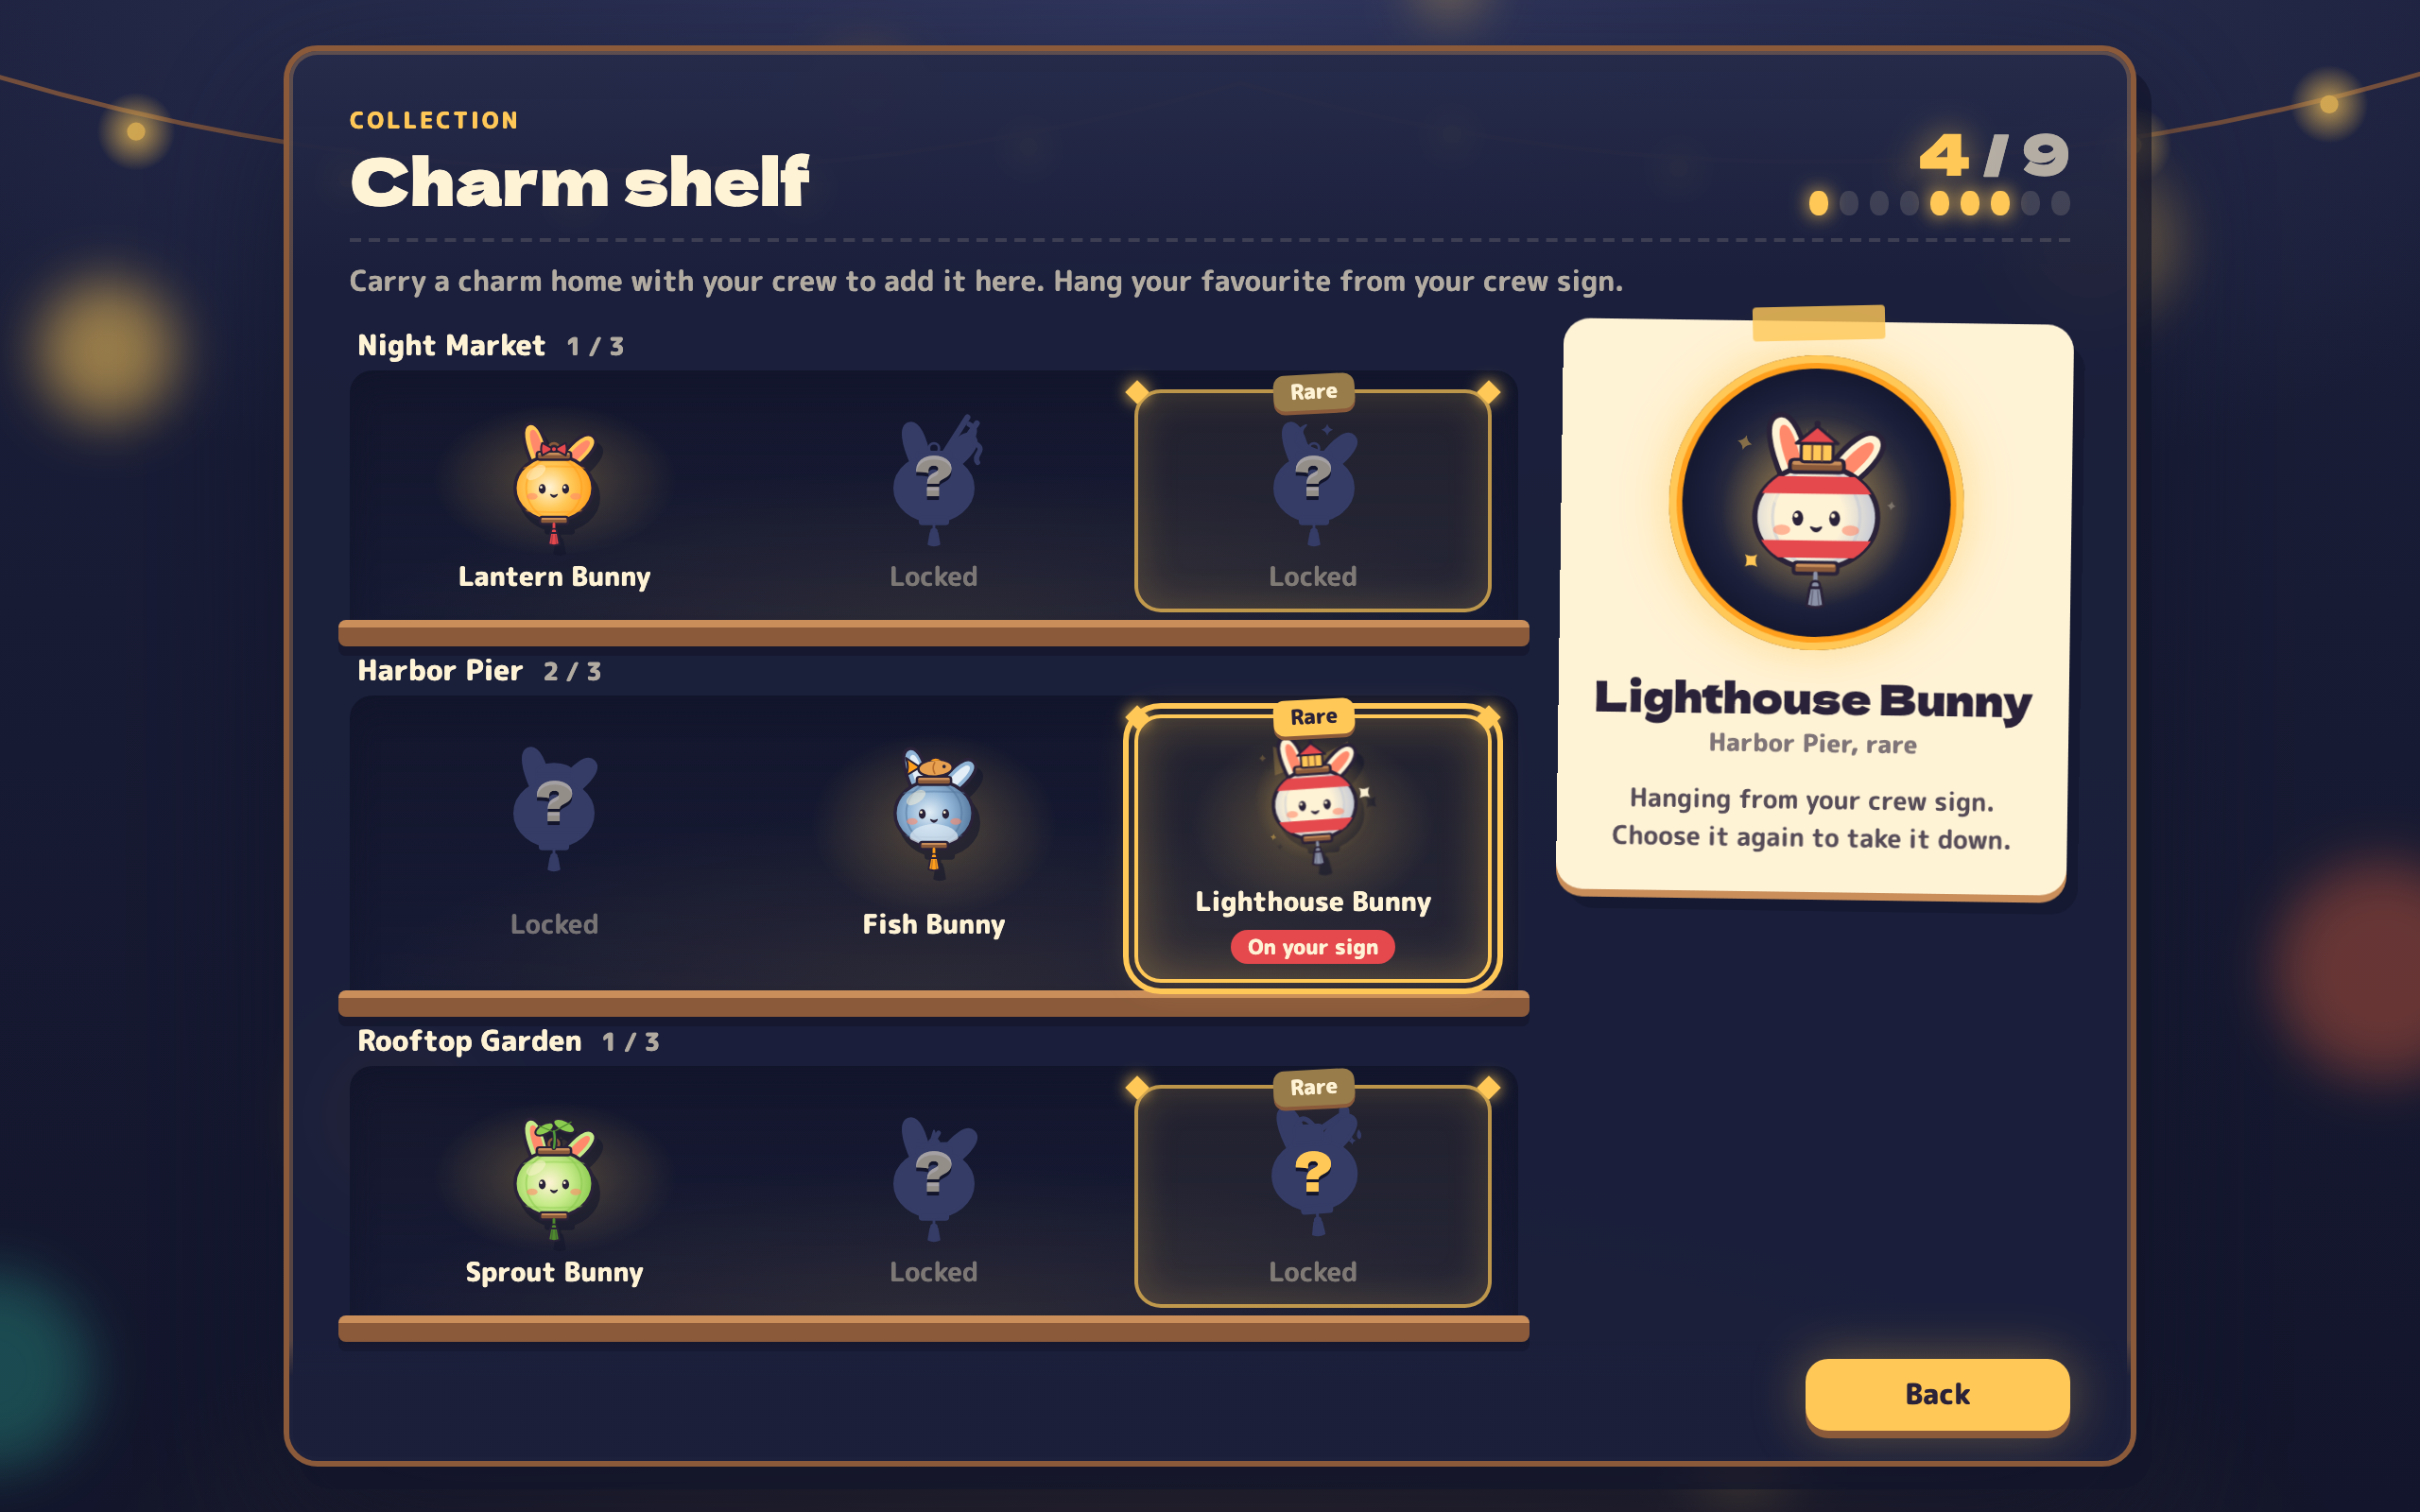 COLLECTION
Charm shelf
4 / 9
Carry a charm home with your crew to add it here. Hang your favourite from your crew sign.
Night Market 1 / 3
Rare
?
?
Lantern Bunny
Locked
Locked
Harbor Pier 2 / 3
Rare
?
Locked
Fish Bunny
Lighthouse Bunny
On your sign
Rooftop Garden 1 / 3
Rare
?
?
Sprout Bunny
Locked
Locked
Lighthouse Bunny
Harbor Pier, rare
Hanging from your crew sign.
Choose it again to take it down.
Back